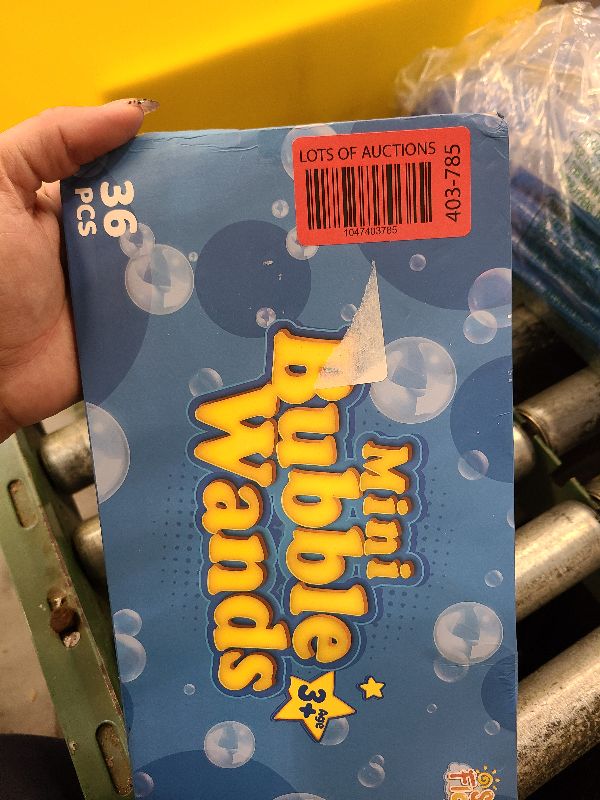 LOTS OF AUCTIONS
1047403785
403-785
36
PCS
Mini
Bubble
Wands
Age
3+